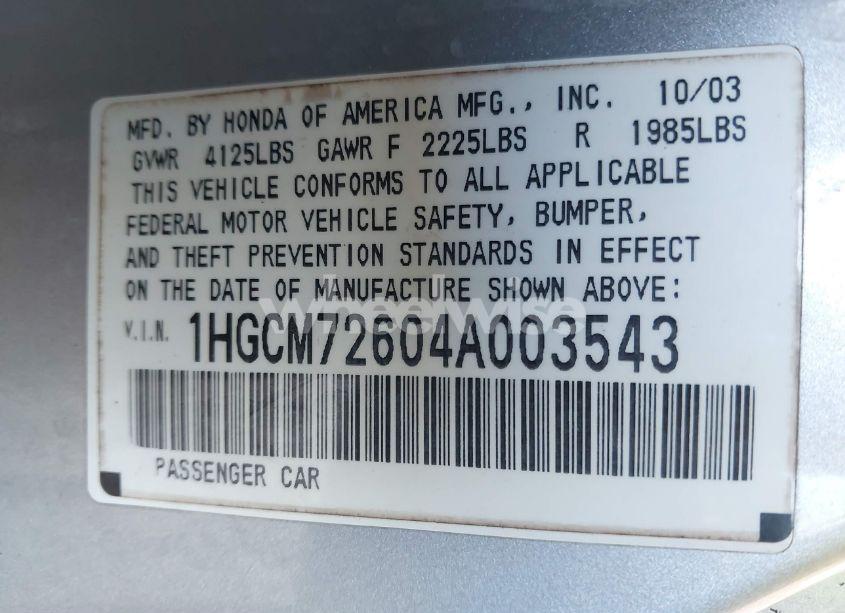 MFD. BY HONDA OF AMERICA MFG., INC. 10/03
GVWR 4125LBS GAWR F 2225LBS R 1985LBS
THIS VEHICLE CONFORMS TO ALL APPLICABLE
FEDERAL MOTOR VEHICLE SAFETY, BUMPER,
AND THEFT PREVENTION STANDARDS IN EFFECT
ON THE DATE OF MANUFACTURE SHOWN ABOVE:
wheelwise
V.I.N. 1HGCM72604A003543
PASSENGER CAR